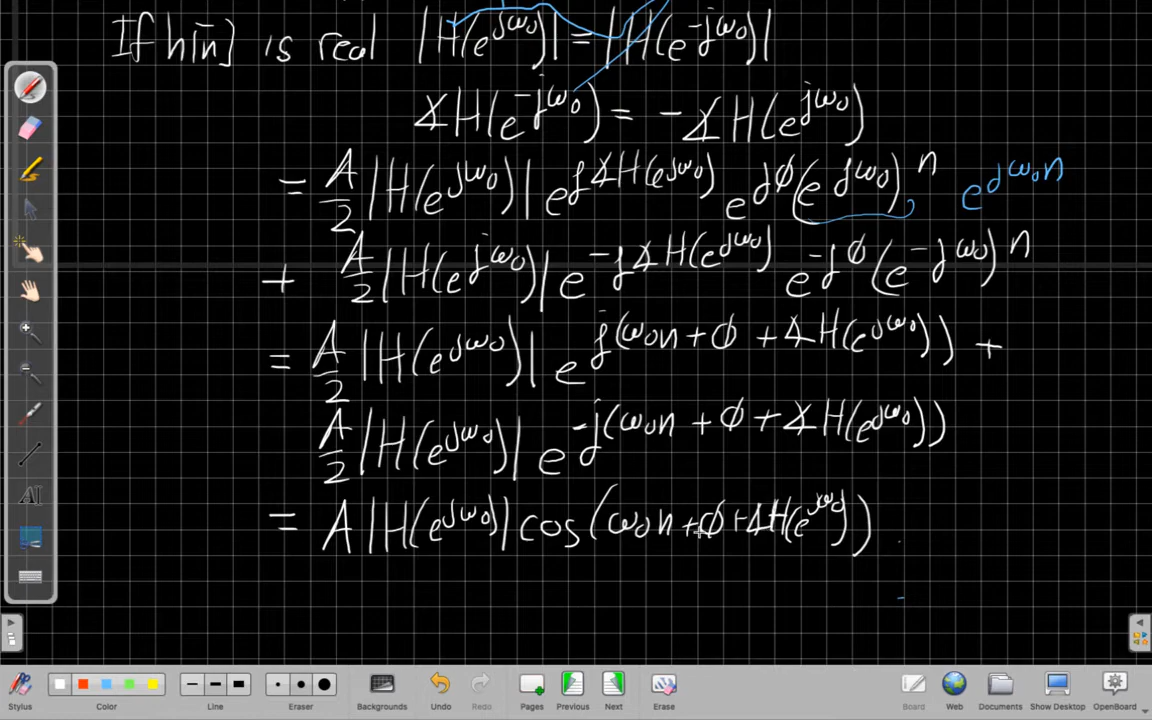 If h[n] is real |H(e^{jω₀})| = |H(e^{-jω₀})|
∡H(e^{-jω₀}) = -∡H(e^{jω₀})
= A/2 |H(e^{jω₀})| e^{j∡H(e^{jω₀})} e^{jϕ} (e^{jω₀})^n e^{jω₀n}
+ A/2 |H(e^{jω₀})| e^{-j∡H(e^{jω₀})} e^{-jϕ} (e^{-jω₀})^n
= A/2 |H(e^{jω₀})| e^{j(ω₀n + ϕ + ∡H(e^{jω₀}))} +
A/2 |H(e^{jω₀})| e^{-j(ω₀n + ϕ + ∡H(e^{jω₀}))}
= A |H(e^{jω₀})| cos(ω₀n + ϕ + ∡H(e^{jω₀}))
Stylus Color Line Eraser Backgrounds Undo Redo Pages Previous Next Erase Board Web Documents Show Desktop OpenBoard